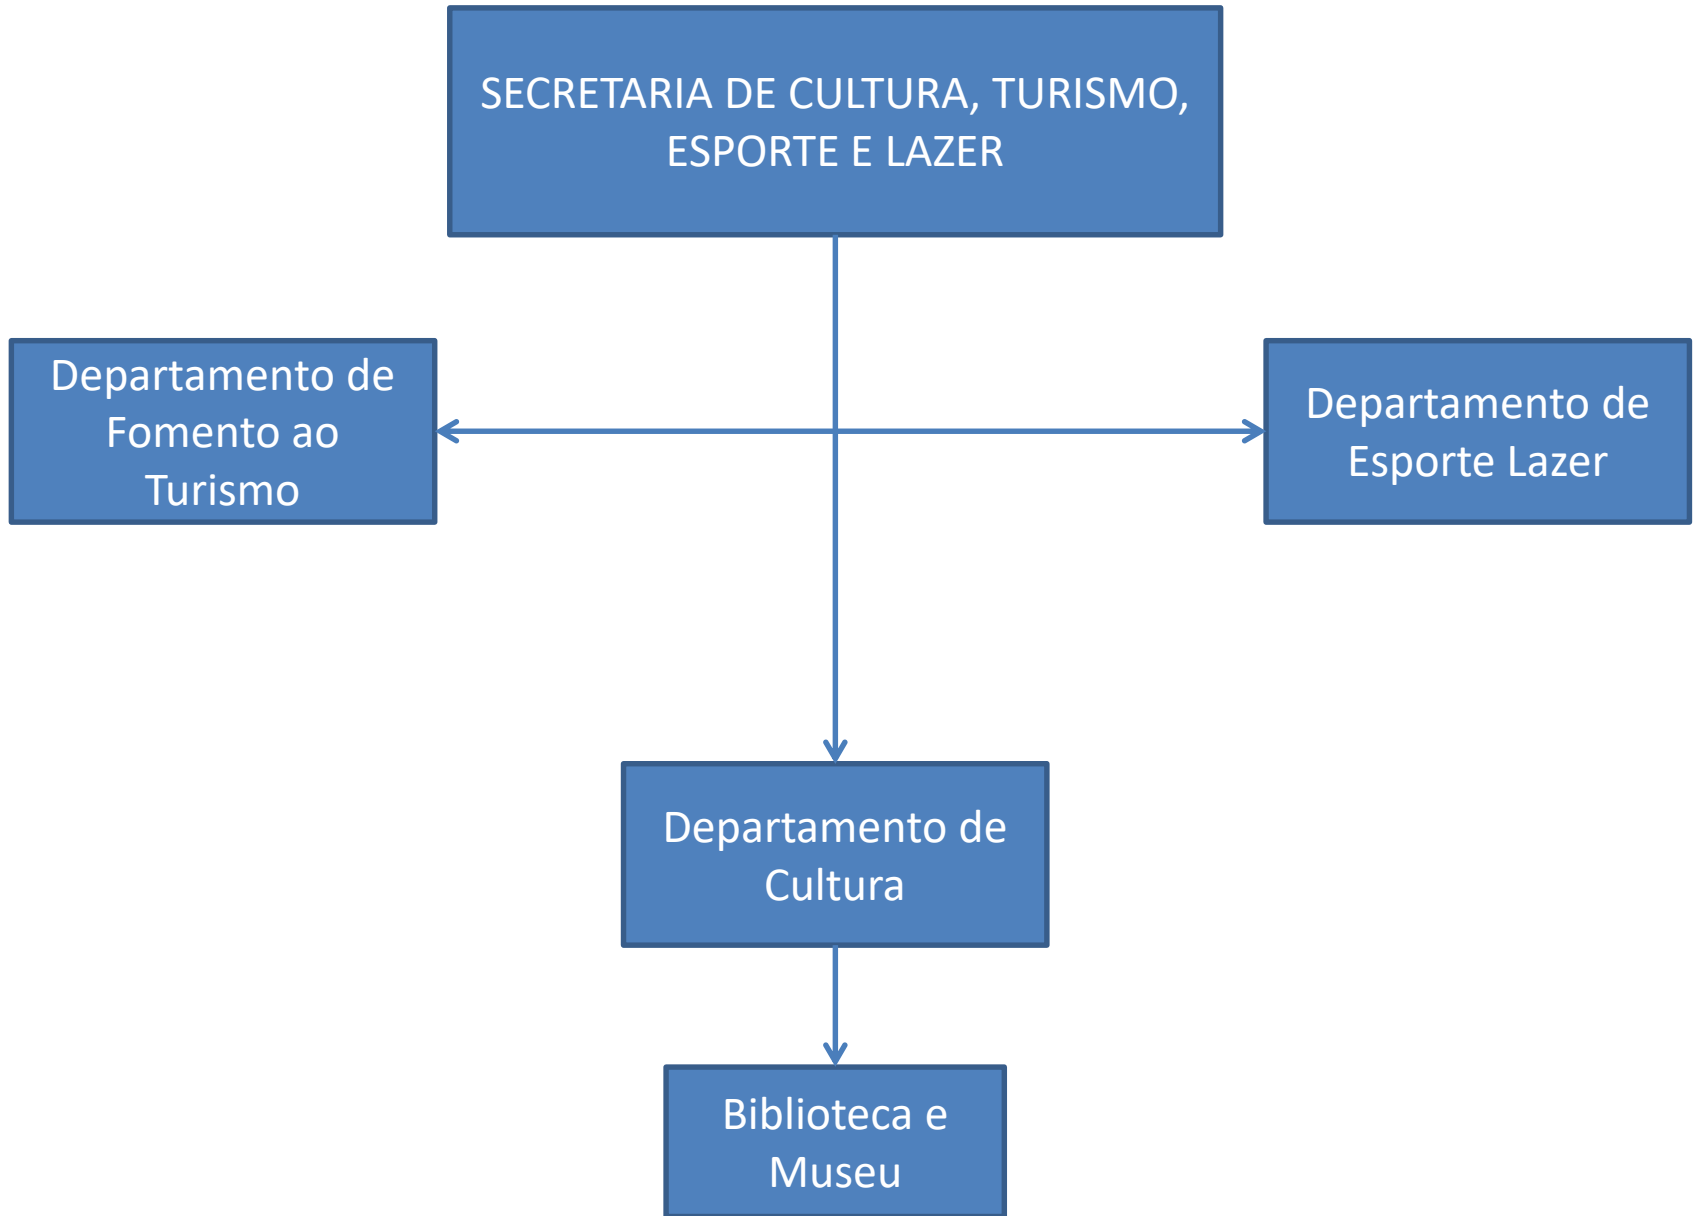 SECRETARIA DE CULTURA, TURISMO,
ESPORTE E LAZER
Departamento de
Fomento ao
Turismo
Departamento de
Esporte Lazer
Departamento de
Cultura
Biblioteca e
Museu